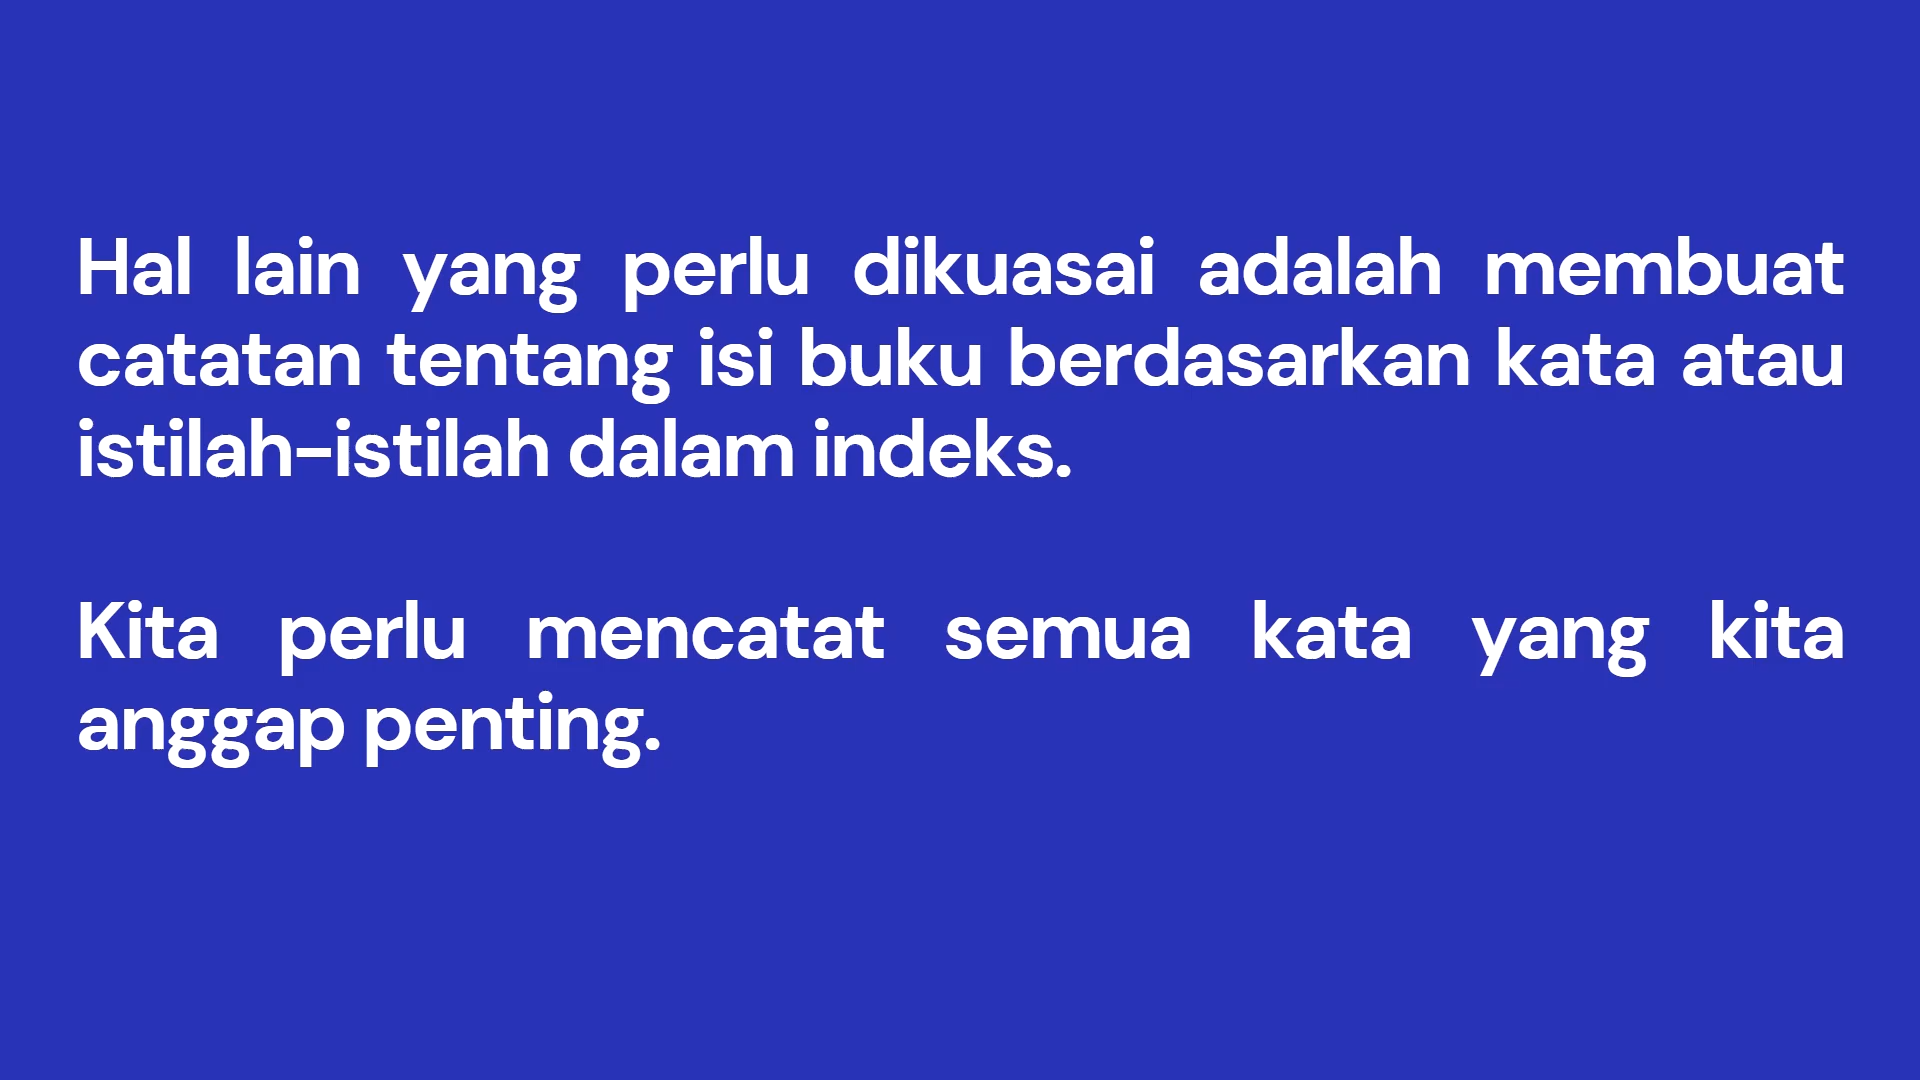 Hal lain yang perlu dikuasai adalah membuat
catatan tentang isi buku berdasarkan kata atau
istilah-istilah dalam indeks.
Kita perlu mencatat semua kata yang kita
anggap penting.